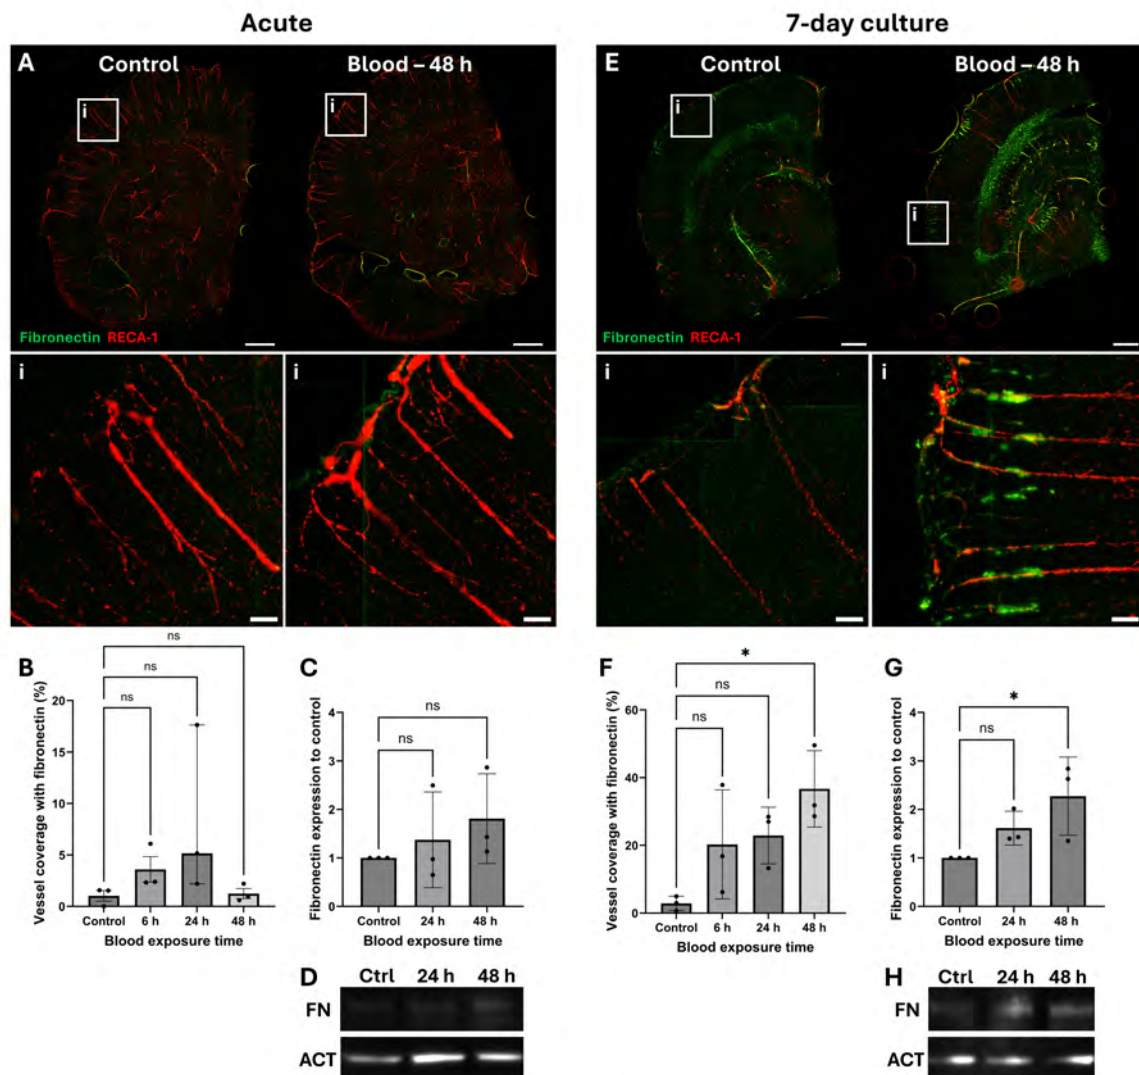 Acute
7-day culture
A
Control
Blood – 48 h
i
i
Fibronectin RECA-1
E
Control
Blood – 48 h
i
i
Fibronectin RECA-1
i
i
i
i
B
Vessel coverage with fibronectin (%)
20
15
10
5
0
ns
ns
ns
Control
6 h
24 h
48 h
Blood exposure time
C
Fibronectin expression to control
4
3
2
1
0
ns
ns
Control
24 h
48 h
Blood exposure time
F
Vessel coverage with fibronectin (%)
60
40
20
0
*
ns
ns
Control
6 h
24 h
48 h
Blood exposure time
G
Fibronectin expression to control
4
3
2
1
0
*
ns
Control
24 h
48 h
Blood exposure time
D
Ctrl 24 h 48 h
FN
ACT
H
Ctrl 24 h 48 h
FN
ACT